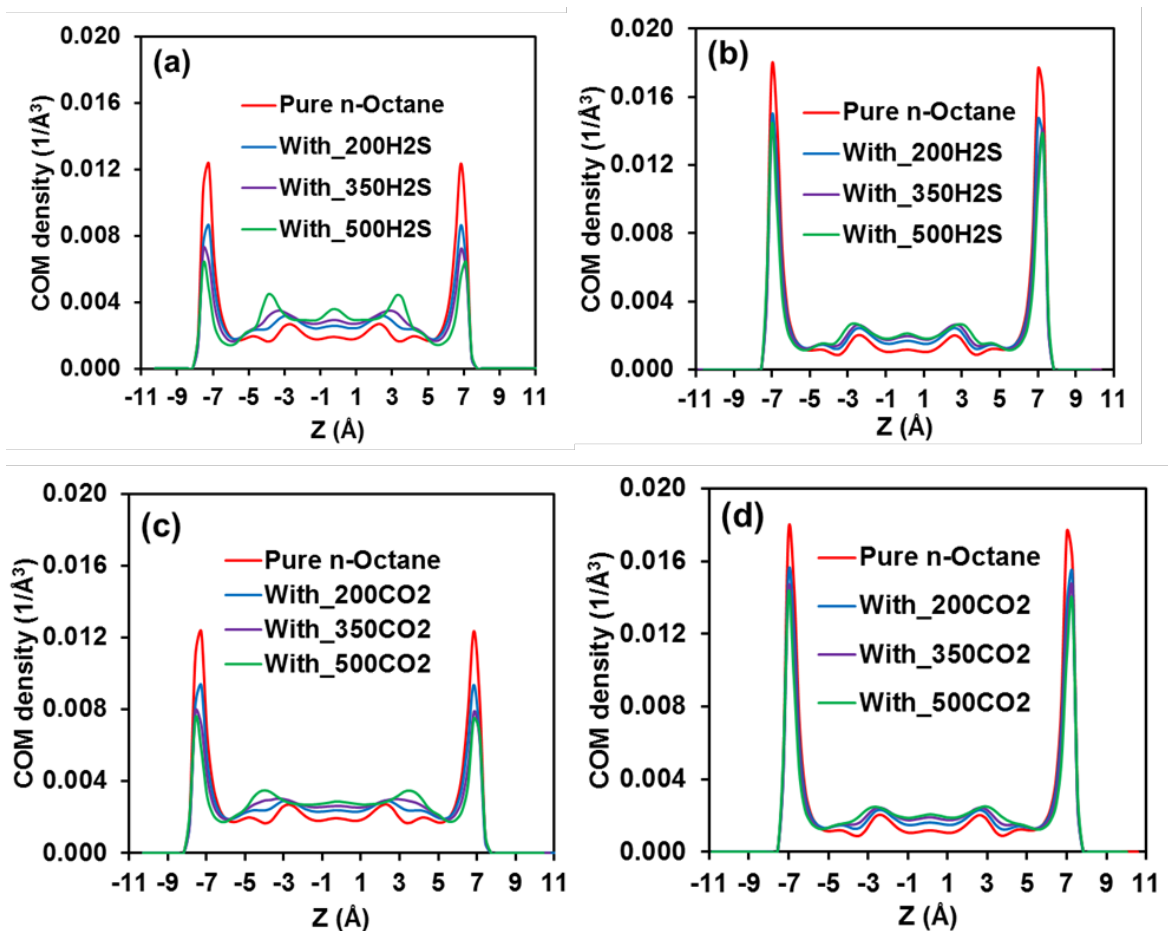 (a)
COM density (1/Å³)
0.020
0.016
0.012
0.008
0.004
0.000
Pure n-Octane
With_200H2S
With_350H2S
With_500H2S
-11 -9 -7 -5 -3 -1 1 3 5 7 9 11
Z (Å)
(b)
COM density (1/Å³)
0.020
0.016
0.012
0.008
0.004
0.000
Pure n-Octane
With_200H2S
With_350H2S
With_500H2S
-11 -9 -7 -5 -3 -1 1 3 5 7 9 11
Z (Å)
(c)
COM density (1/Å³)
0.020
0.016
0.012
0.008
0.004
0.000
Pure n-Octane
With_200CO2
With_350CO2
With_500CO2
-11 -9 -7 -5 -3 -1 1 3 5 7 9 11
Z (Å)
(d)
COM density (1/Å³)
0.020
0.016
0.012
0.008
0.004
0.000
Pure n-Octane
With_200CO2
With_350CO2
With_500CO2
-11 -9 -7 -5 -3 -1 1 3 5 7 9 11
Z (Å)